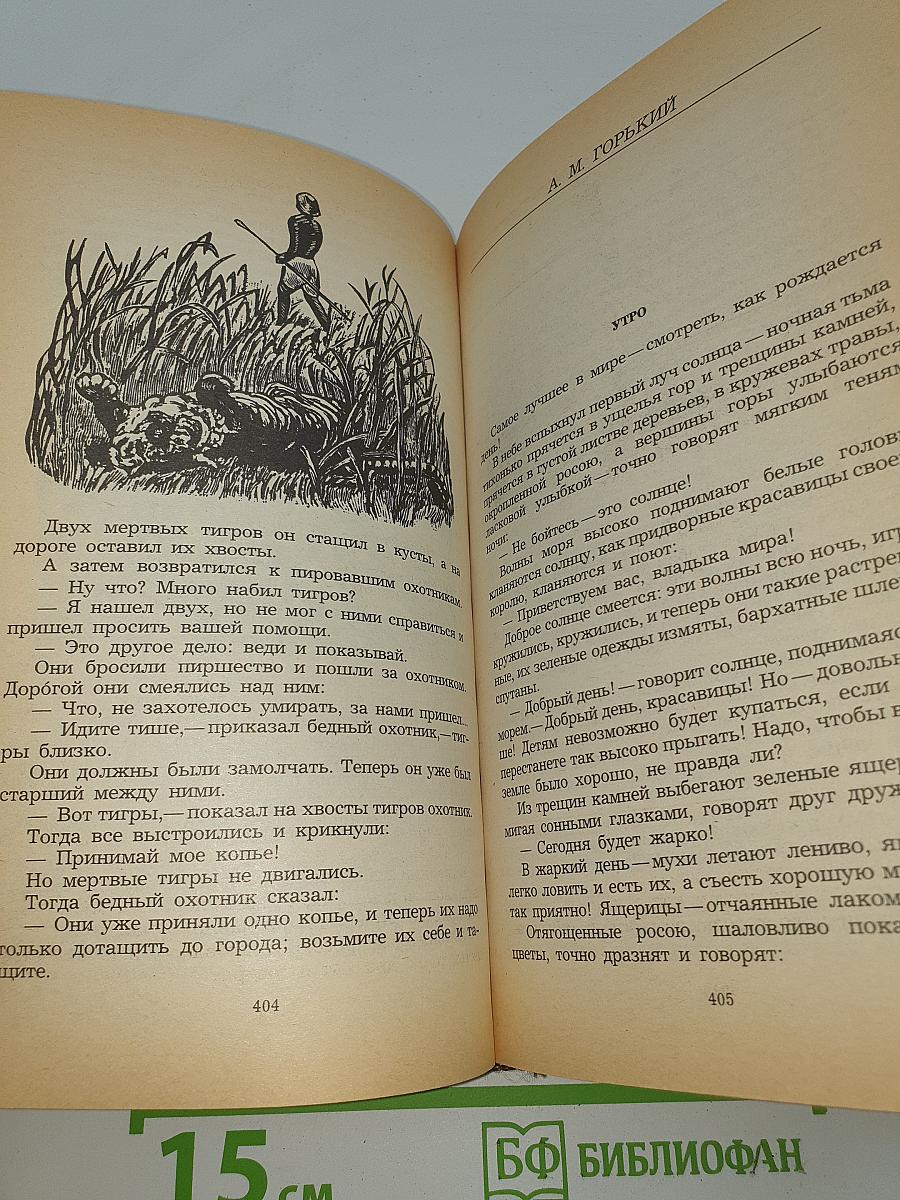 Двух мертвых тигров он стащил в кусты, а на
дороге оставил их хвосты.
А затем возвратился к пировавшим охотникам.
— Ну что? Много набил тигров?
— Я нашел двух, но не мог с ними справиться и
пришел просить вашей помощи.
— Это другое дело: веди и показывай.
Они бросили пиршество и пошли за охотником.
Доро́гой они смеялись над ним:
— Что, не захотелось умирать, за нами пришел...
— Идите тише,— приказал бедный охотник,—тиг-
ры близко.
Они должны были замолчать. Теперь он уже был
старший между ними.
— Вот тигры,— показал на хвосты тигров охотник.
Тогда все выстроились и крикнули:
— Принимай мое копье!
Но мертвые тигры не двигались.
Тогда бедный охотник сказал:
— Они уже приняли одно копье, и теперь их надо
только дотащить до города; возьмите их себе и та-
щите.
404
А. М. ГОРЬКИЙ
УТРО
Самое лучшее в мире — смотреть, как рождается
день!
В небе вспыхнул первый луч солнца — ночная тьма
тихонько прячется в ущелья гор и трещины камней,
прячется в густой листве деревьев, в кружевах травы,
окропленной росою, а вершины горы улыбаются
ласковой улыбкой — точно говорят мягким теням
ночи:
— Не бойтесь — это солнце!
Волны моря высоко поднимают белые голов
кланяются солнцу, как придворные красавицы свое
королю, кланяются и поют:
— Приветствуем вас, владыка мира!
Доброе солнце смеется: эти волны всю ночь, игр
кружились, кружились, и теперь они такие растре
ные, их зеленые одежды измяты, бархатные шле
спутаны.
— Добрый день! — говорит солнце, поднимаяс
морем.— Добрый день, красавицы! Но — довольн
ше! Детям невозможно будет купаться, если
перестанете так высоко прыгать! Надо, чтобы в
земле было хорошо, не правда ли?
Из трещин камней выбегают зеленые ящер
мигая сонными глазками, говорят друг друж
— Сегодня будет жарко!
В жаркий день — мухи летают лениво, я
легко ловить и есть их, а съесть хорошую м
так приятно! Ящерицы — отчаянные лаком
Отягощенные росою, шаловливо пока
цветы, точно дразнят и говорят:
405
15 см
БФ БИБЛИОФАН